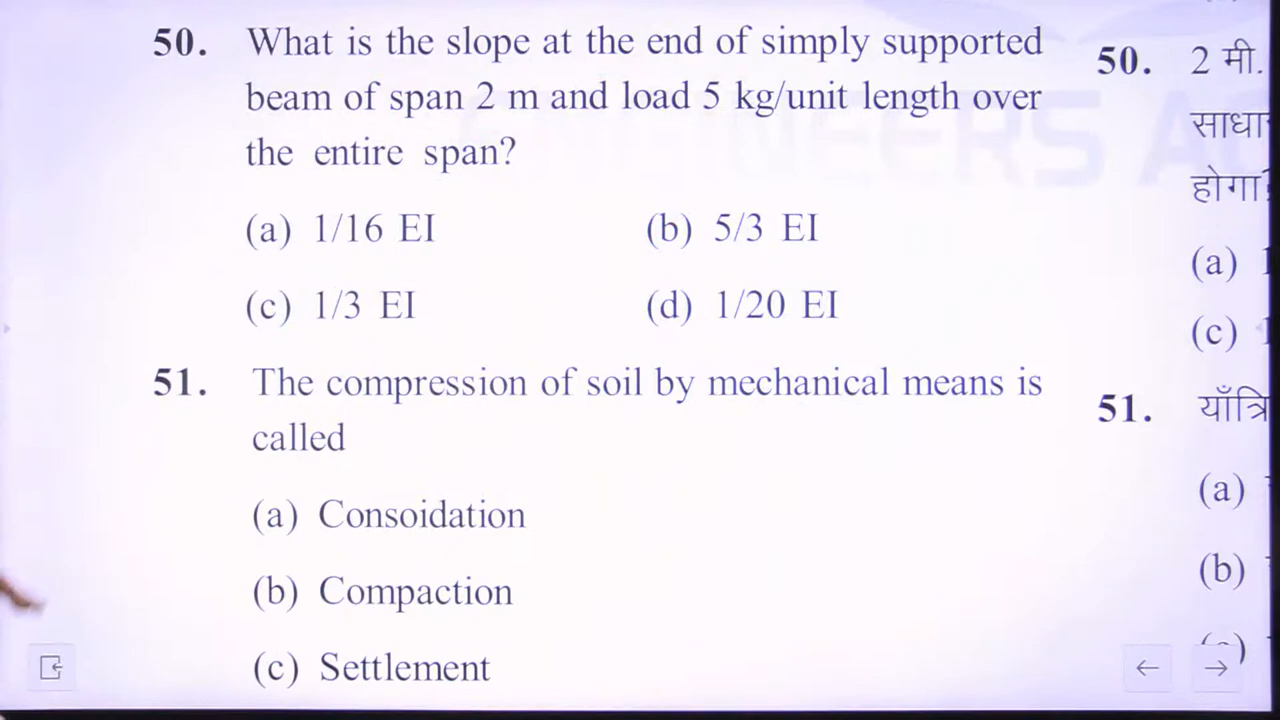 50. What is the slope at the end of simply supported
beam of span 2 m and load 5 kg/unit length over
the entire span?
(a) 1/16 EI (b) 5/3 EI
(c) 1/3 EI (d) 1/20 EI
51. The compression of soil by mechanical means is
called
(a) Consoidation
(b) Compaction
(c) Settlement
50. 2 मी.
(a)
(c)
51.
(a)
(b)